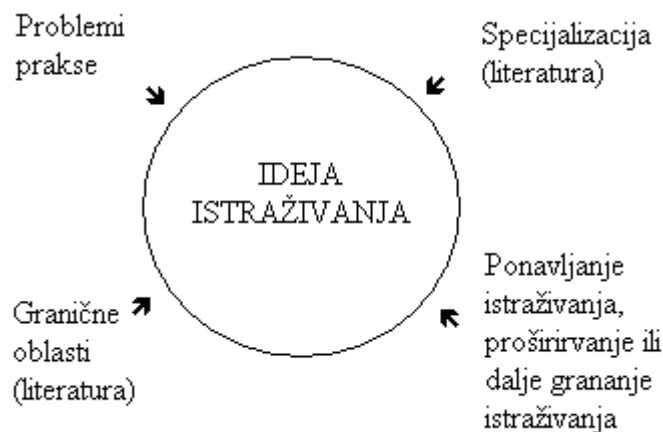 Problemi
prakse
Specijalizacija
(literatura)
IDEJA
ISTRAŽIVANJA
Granične
oblasti
(literatura)
Ponavljanje
istraživanja,
proširirvanje ili
dalje grananje
istraživanja